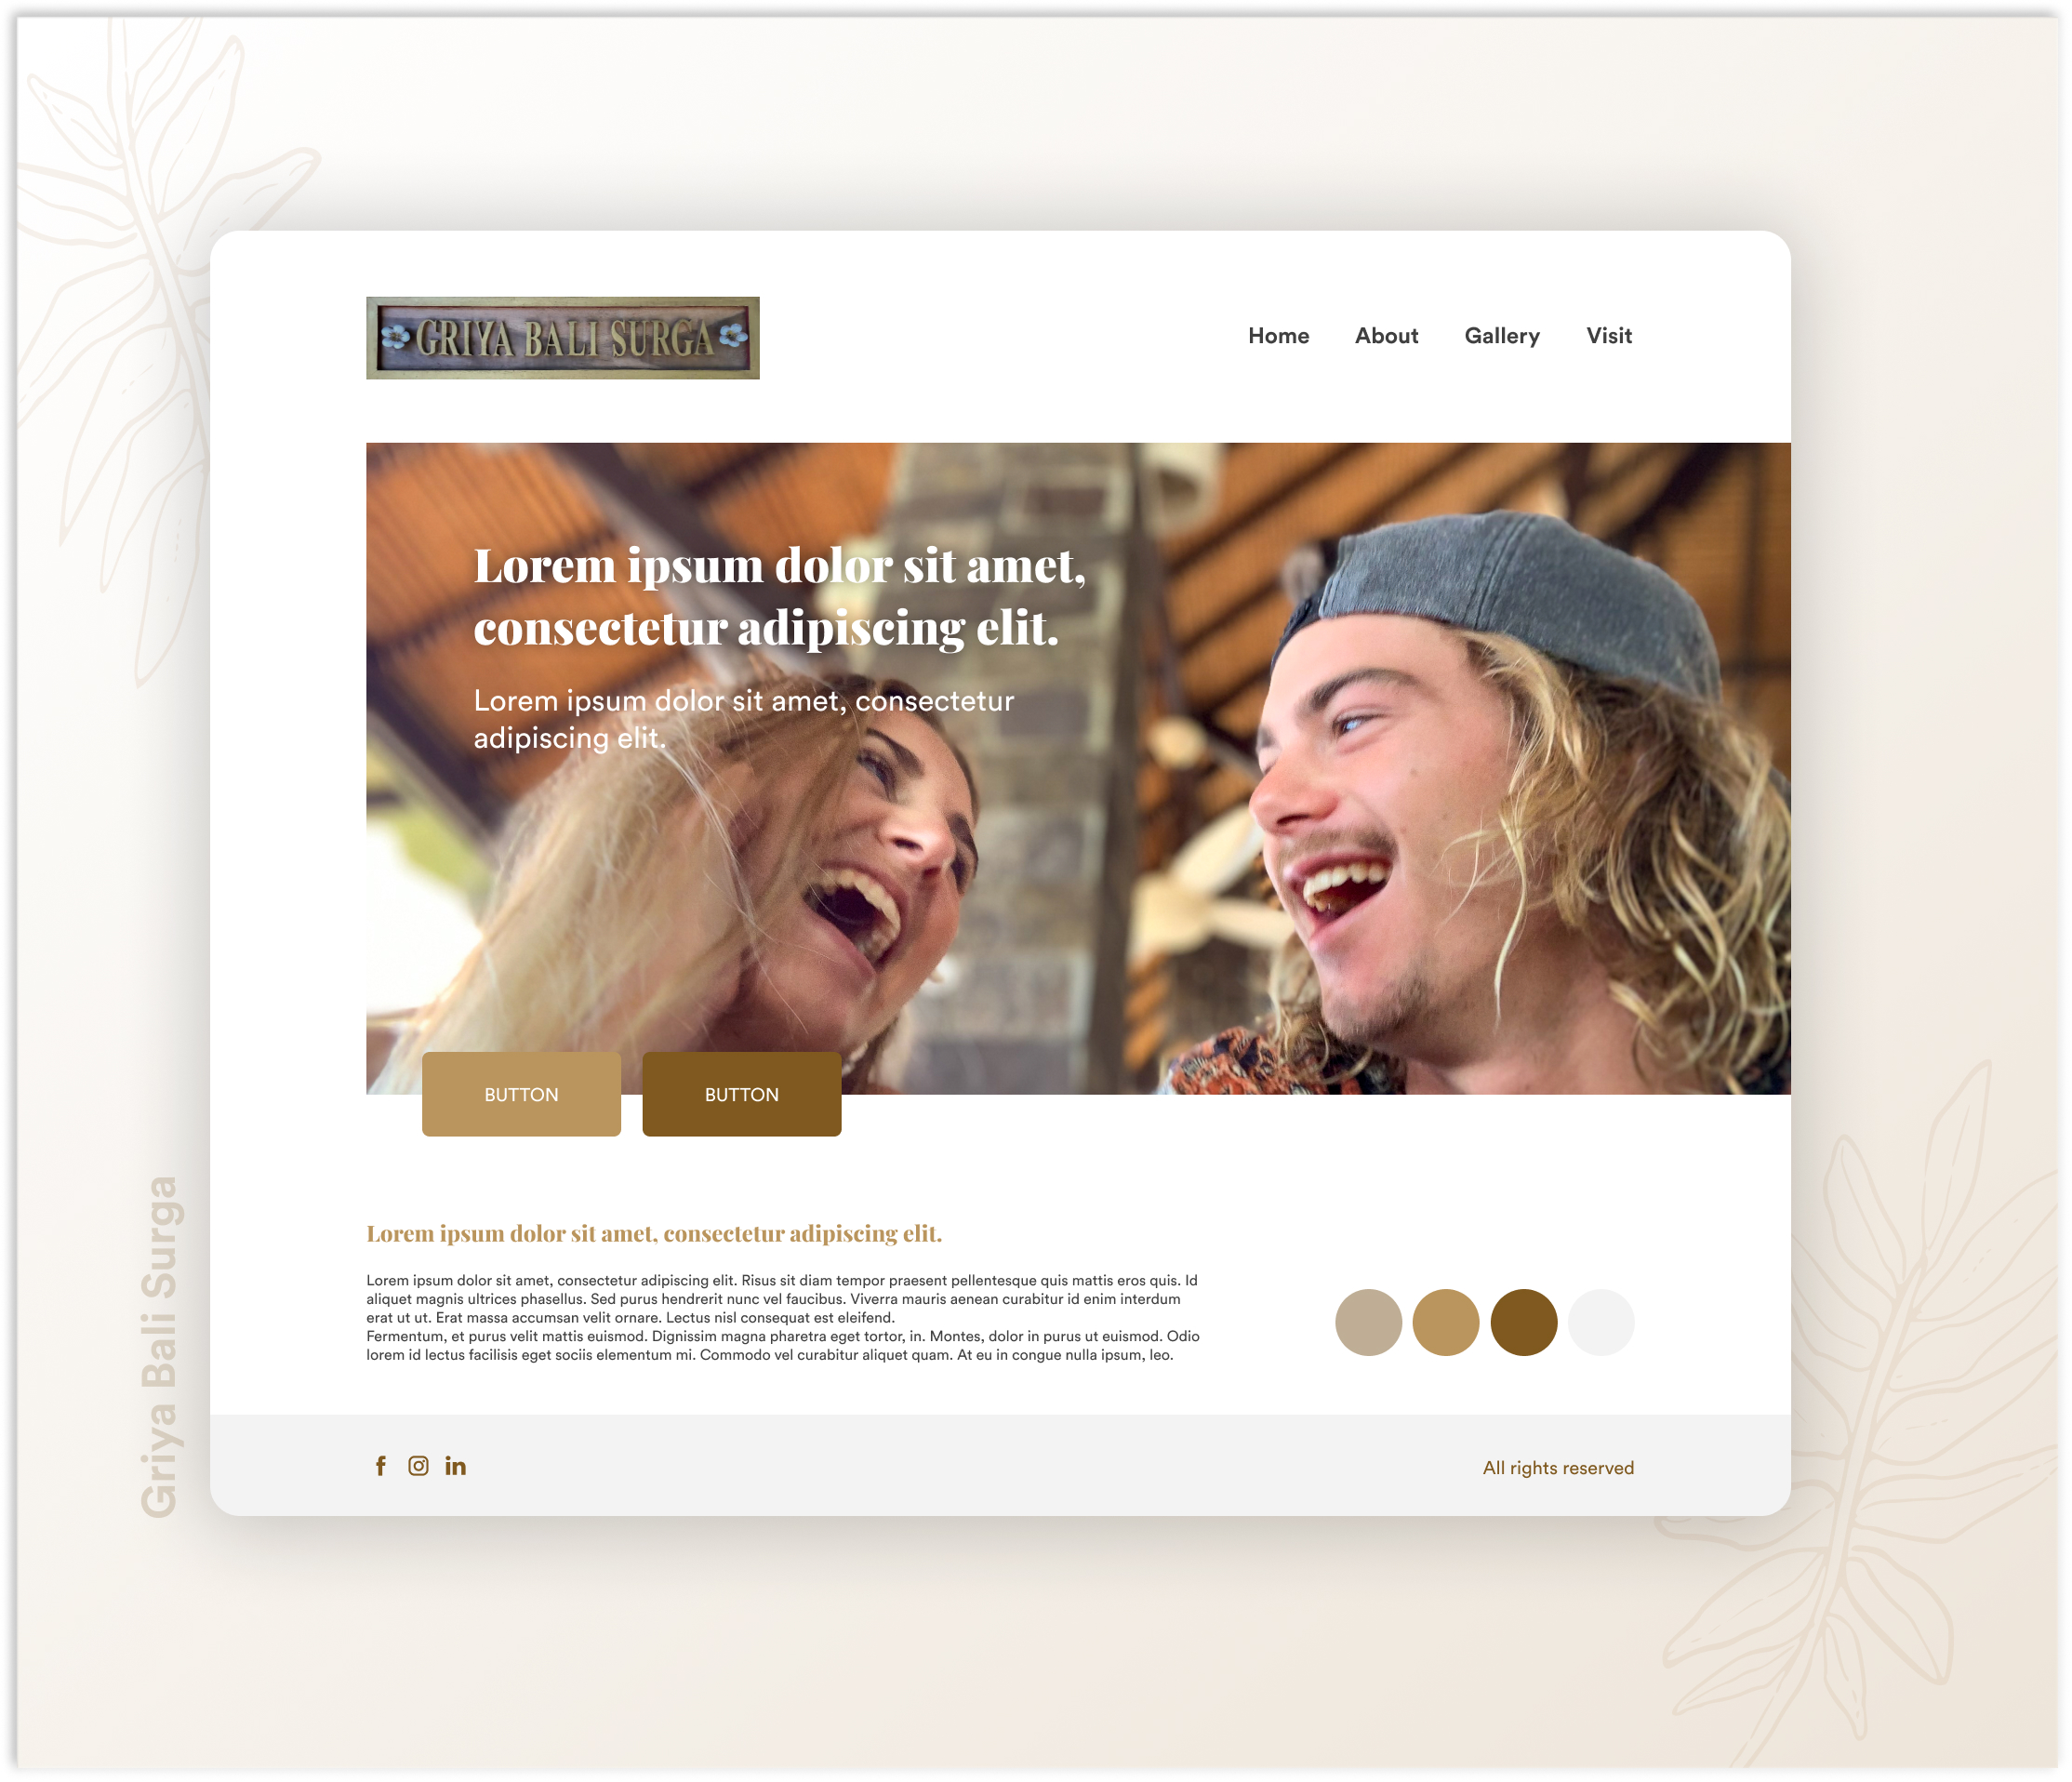 GRIYA BALI SURGA
Home About Gallery Visit
Lorem ipsum dolor sit amet,
consectetur adipiscing elit.
Lorem ipsum dolor sit amet, consectetur
adipiscing elit.
BUTTON BUTTON
Lorem ipsum dolor sit amet, consectetur adipiscing elit.
Lorem ipsum dolor sit amet, consectetur adipiscing elit. Risus sit diam tempor praesent pellentesque quis mattis eros quis. Id
aliquet magnis ultrices phasellus. Sed purus hendrerit nunc vel faucibus. Viverra mauris aenean curabitur id enim interdum
erat ut ut. Erat massa accumsan velit ornare. Lectus nisl consequat est eleifend.
Fermentum, et purus velit mattis euismod. Dignissim magna pharetra eget tortor, in. Montes, dolor in purus ut euismod. Odio
lorem id lectus facilisis eget sociis elementum mi. Commodo vel curabitur aliquet quam. At eu in congue nulla ipsum, leo.
f in
All rights reserved
Griya Bali Surga